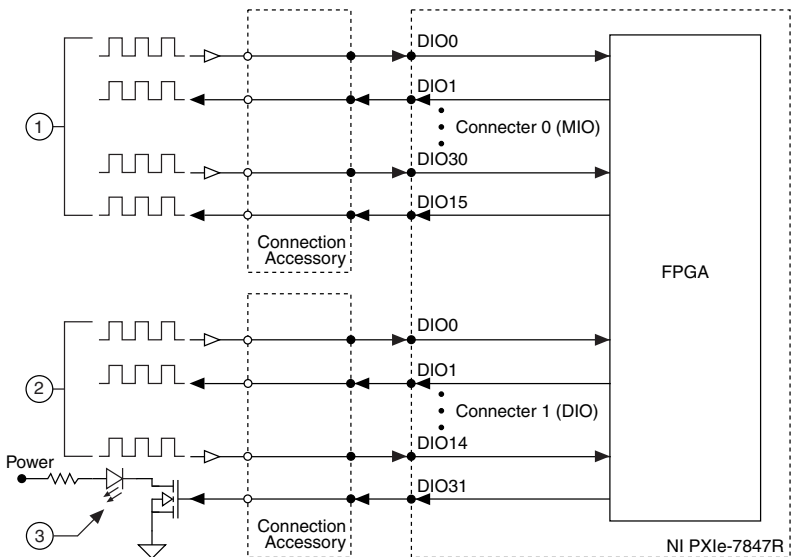 DIO0
DIO1
1
Connecter 0 (MIO)
DIO30
DIO15
Connection
Accessory
FPGA
DIO0
DIO1
2
Connecter 1 (DIO)
DIO14
Power
DIO31
3
Connection
Accessory
NI PXIe-7847R